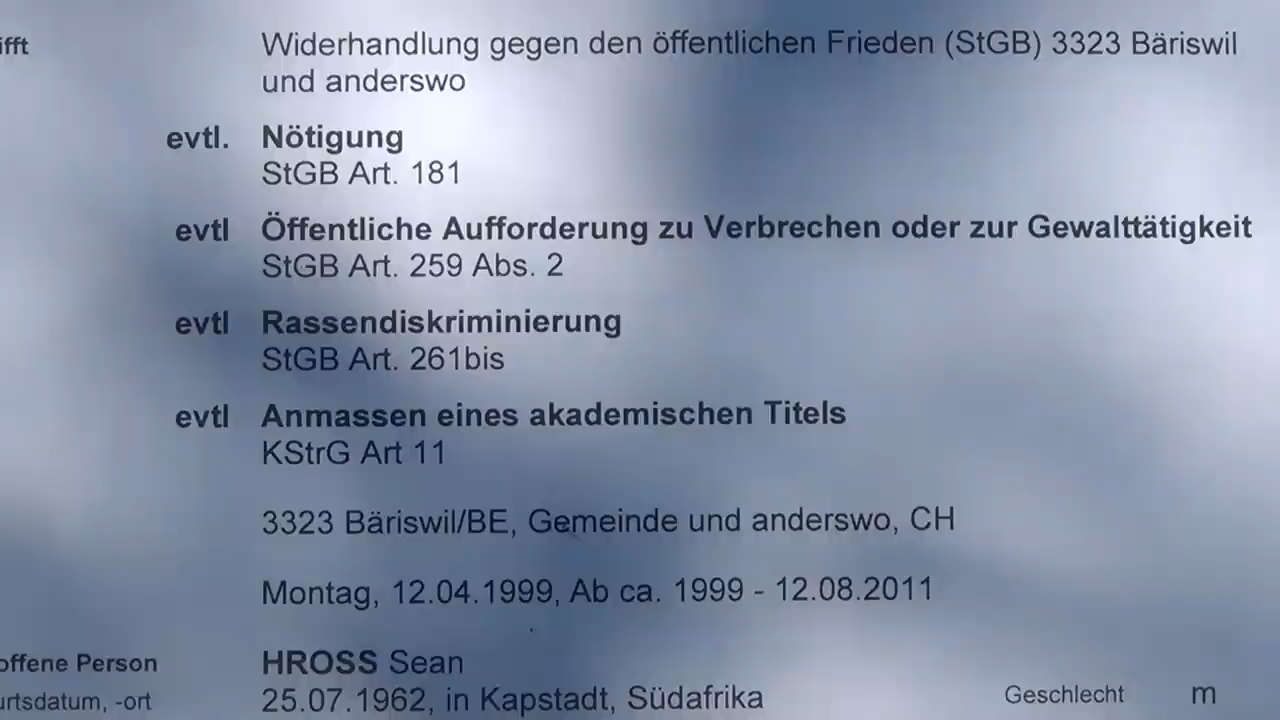 ifft Widerhandlung gegen den öffentlichen Frieden (StGB) 3323 Bäriswil
und anderswo
evtl. Nötigung
StGB Art. 181
evtl Öffentliche Aufforderung zu Verbrechen oder zur Gewalttätigkeit
StGB Art. 259 Abs. 2
evtl Rassendiskriminierung
StGB Art. 261bis
evtl Anmassen eines akademischen Titels
KStrG Art 11
3323 Bäriswil/BE, Gemeinde und anderswo, CH
Montag, 12.04.1999, Ab ca. 1999 - 12.08.2011
offene Person HROSS Sean
urtsdatum, -ort 25.07.1962, in Kapstadt, Südafrika Geschlecht m